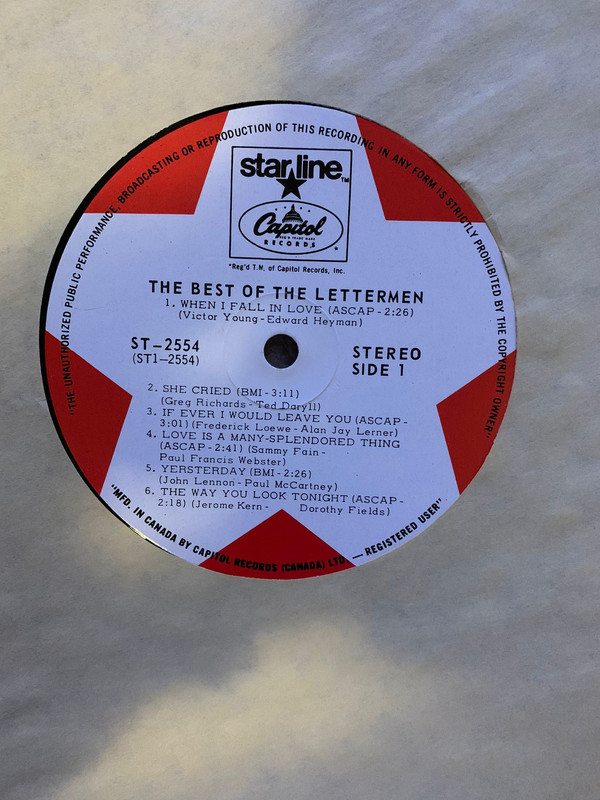 "THE UNAUTHORIZED PUBLIC PERFORMANCE, BROADCASTING OR REPRODUCTION OF THIS RECORDING IN ANY FORM IS STRICTLY PROHIBITED BY THE COPYRIGHT OWNER"
starline™
Capitol
REG'D TRADE MARK
RECORDS
*Reg'd T.M. of Capitol Records, Inc.
THE BEST OF THE LETTERMEN
1. WHEN I FALL IN LOVE (ASCAP - 2:26)
(Victor Young - Edward Heyman)
ST-2554
(ST1-2554)
STEREO
SIDE 1
2. SHE CRIED (BMI - 3:11)
(Greg Richards - Ted Daryll)
3. IF EVER I WOULD LEAVE YOU (ASCAP -
3:01) (Frederick Loewe - Alan Jay Lerner)
4. LOVE IS A MANY-SPLENDORED THING
(ASCAP - 2:41) (Sammy Fain -
Paul Francis Webster)
5. YERSTERDAY (BMI - 2:26)
(John Lennon - Paul McCartney)
6. THE WAY YOU LOOK TONIGHT (ASCAP -
2:18) (Jerome Kern - Dorothy Fields)
"MFD. IN CANADA BY CAPITOL RECORDS (CANADA) LTD. — REGISTERED USER".